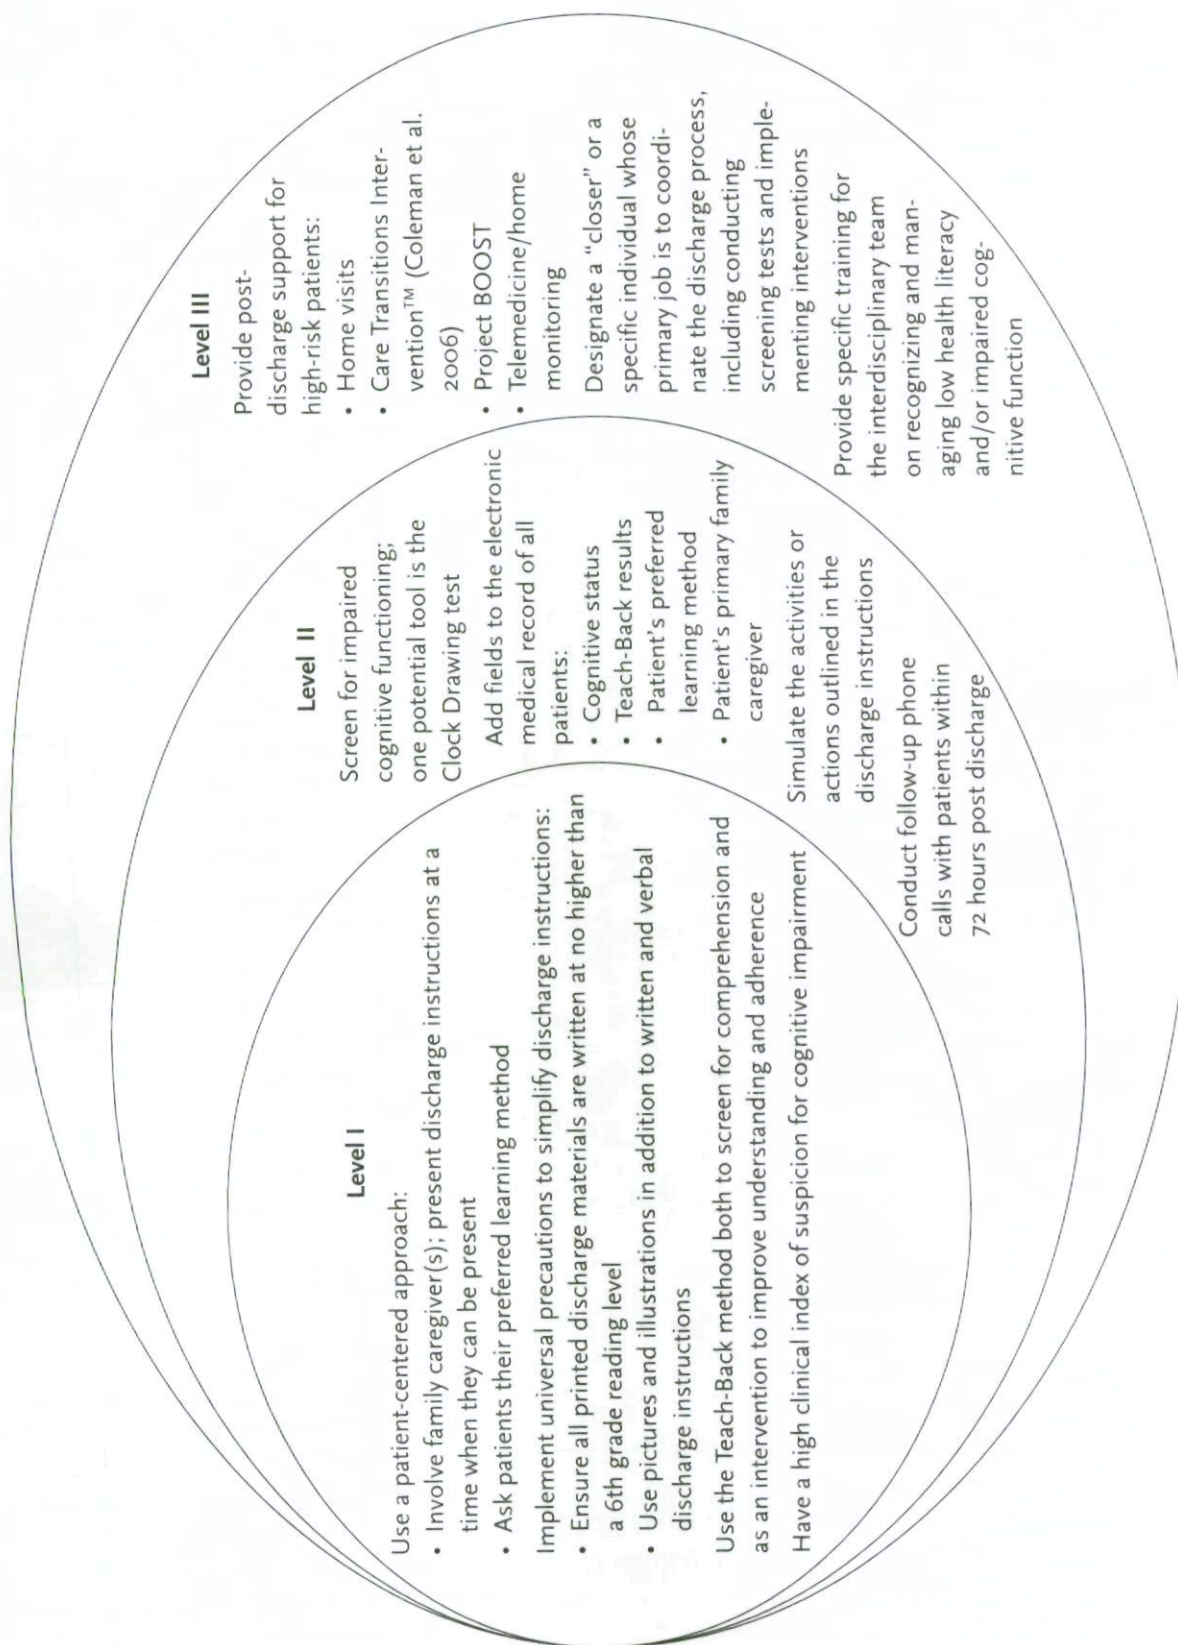 Level I
Use a patient-centered approach:
• Involve family caregiver(s); present discharge instructions at a
time when they can be present
• Ask patients their preferred learning method
Implement universal precautions to simplify discharge instructions:
• Ensure all printed discharge materials are written at no higher than
a 6th grade reading level
• Use pictures and illustrations in addition to written and verbal
discharge instructions
Use the Teach-Back method both to screen for comprehension and
as an intervention to improve understanding and adherence
Have a high clinical index of suspicion for cognitive impairment
Level II
Screen for impaired
cognitive functioning;
one potential tool is the
Clock Drawing test
Add fields to the electronic
medical record of all
patients:
• Cognitive status
• Teach-Back results
• Patient's preferred
learning method
• Patient's primary family
caregiver
Simulate the activities or
actions outlined in the
discharge instructions
Conduct follow-up phone
calls with patients within
72 hours post discharge
Level III
Provide post-
discharge support for
high-risk patients:
• Home visits
• Care Transitions Inter-
vention™ (Coleman et al.
2006)
• Project BOOST
• Telemedicine/home
monitoring
Designate a “closer” or a
specific individual whose
primary job is to coordi-
nate the discharge process,
including conducting
screening tests and imple-
menting interventions
Provide specific training for
the interdisciplinary team
on recognizing and man-
aging low health literacy
and/or impaired cog-
nitive function